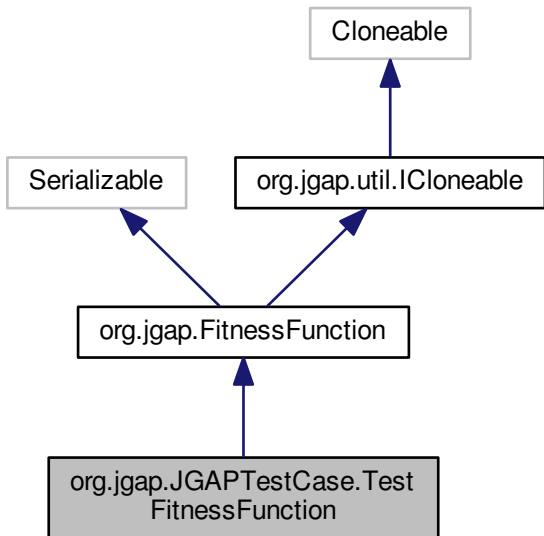 Cloneable
Serializable
org.jgap.util.ICloneable
org.jgap.FitnessFunction
org.jgap.JGAPTestCase.Test
FitnessFunction